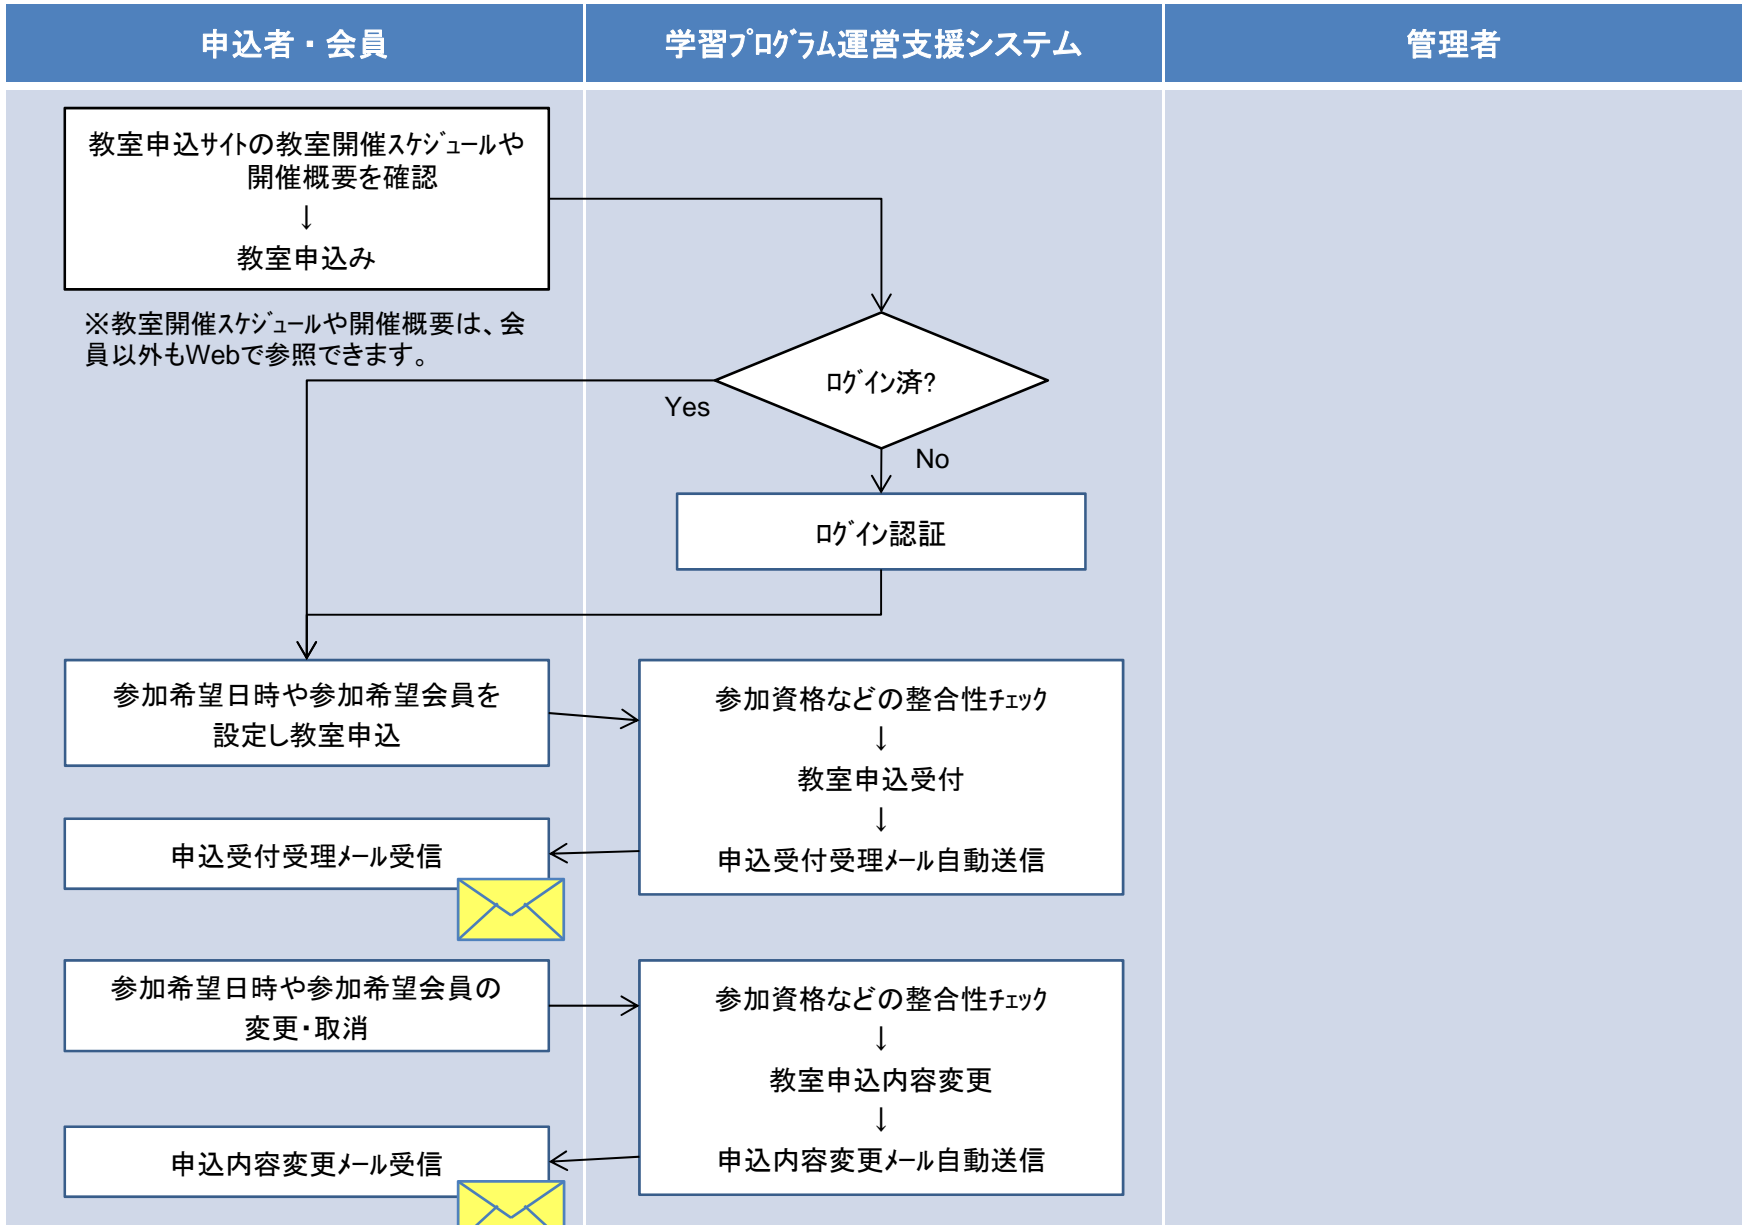 申込者・会員
学習ﾌﾟﾛｸﾞﾗﾑ運営支援システム
管理者
教室申込ｻｲﾄの教室開催ｽｹｼﾞｭｰﾙや
開催概要を確認
↓
教室申込み
※教室開催ｽｹｼﾞｭｰﾙや開催概要は、会
員以外もWebで参照できます。
ﾛｸﾞｲﾝ済?
Yes
No
ﾛｸﾞｲﾝ認証
参加希望日時や参加希望会員を
設定し教室申込
参加資格などの整合性ﾁｪｯｸ
↓
教室申込受付
↓
申込受付受理ﾒｰﾙ自動送信
申込受付受理ﾒｰﾙ受信
参加希望日時や参加希望会員の
変更・取消
参加資格などの整合性ﾁｪｯｸ
↓
教室申込内容変更
↓
申込内容変更ﾒｰﾙ自動送信
申込内容変更ﾒｰﾙ受信